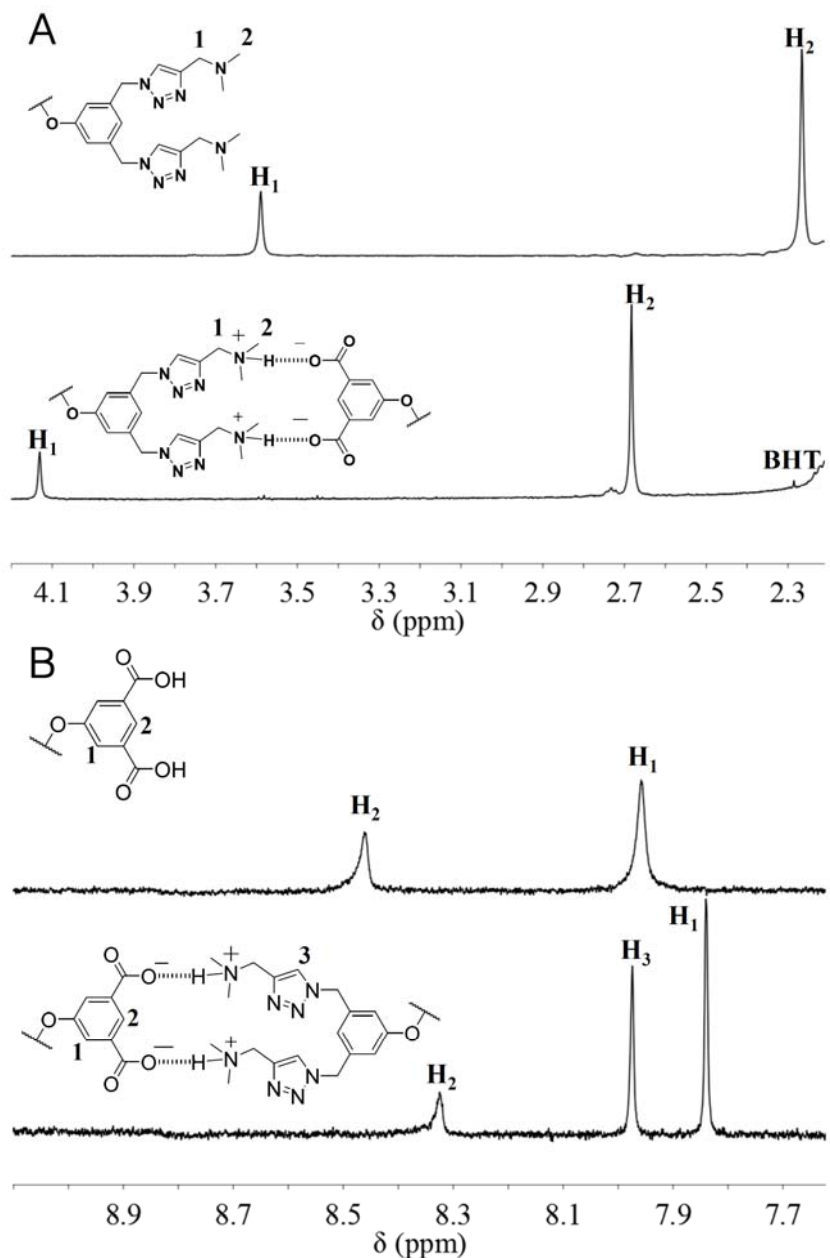 A
1 2
N
N
N N
O
N
N N
N
H₁
H₂
1 + 2 −
N H O
N
N N
O
O
O
N
N N
+ −
N H O
O
H₁
H₂
BHT
4.1 3.9 3.7 3.5 3.3 3.1 2.9 2.7 2.5 2.3
δ (ppm)
B
O
OH
O 2
1
OH
O
H₂
H₁
O
O − H + N
3
N
N N
O
2
1
O − H + N
N
N N
O
O
H₂
H₃
H₁
8.9 8.7 8.5 8.3 8.1 7.9 7.7
δ (ppm)